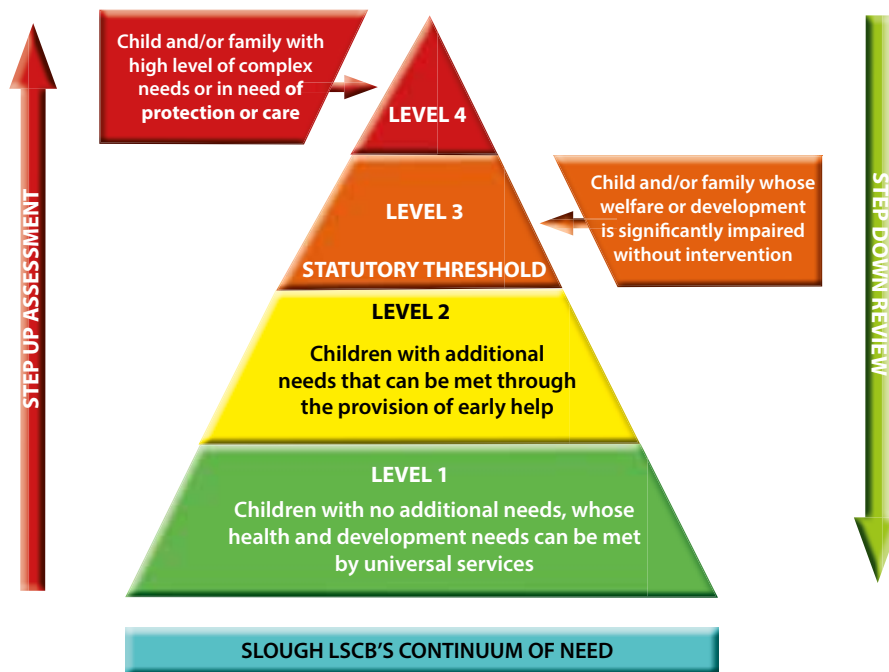 Child and/or family with
high level of complex
needs or in need of
protection or care
LEVEL 4
STEP UP ASSESSMENT
LEVEL 3
STATUTORY THRESHOLD
Child and/or family whose
welfare or development
is significantly impaired
without intervention
STEP DOWN REVIEW
LEVEL 2
Children with additional
needs that can be met through
the provision of early help
LEVEL 1
Children with no additional needs, whose
health and development needs can be met
by universal services
SLOUGH LSCB'S CONTINUUM OF NEED